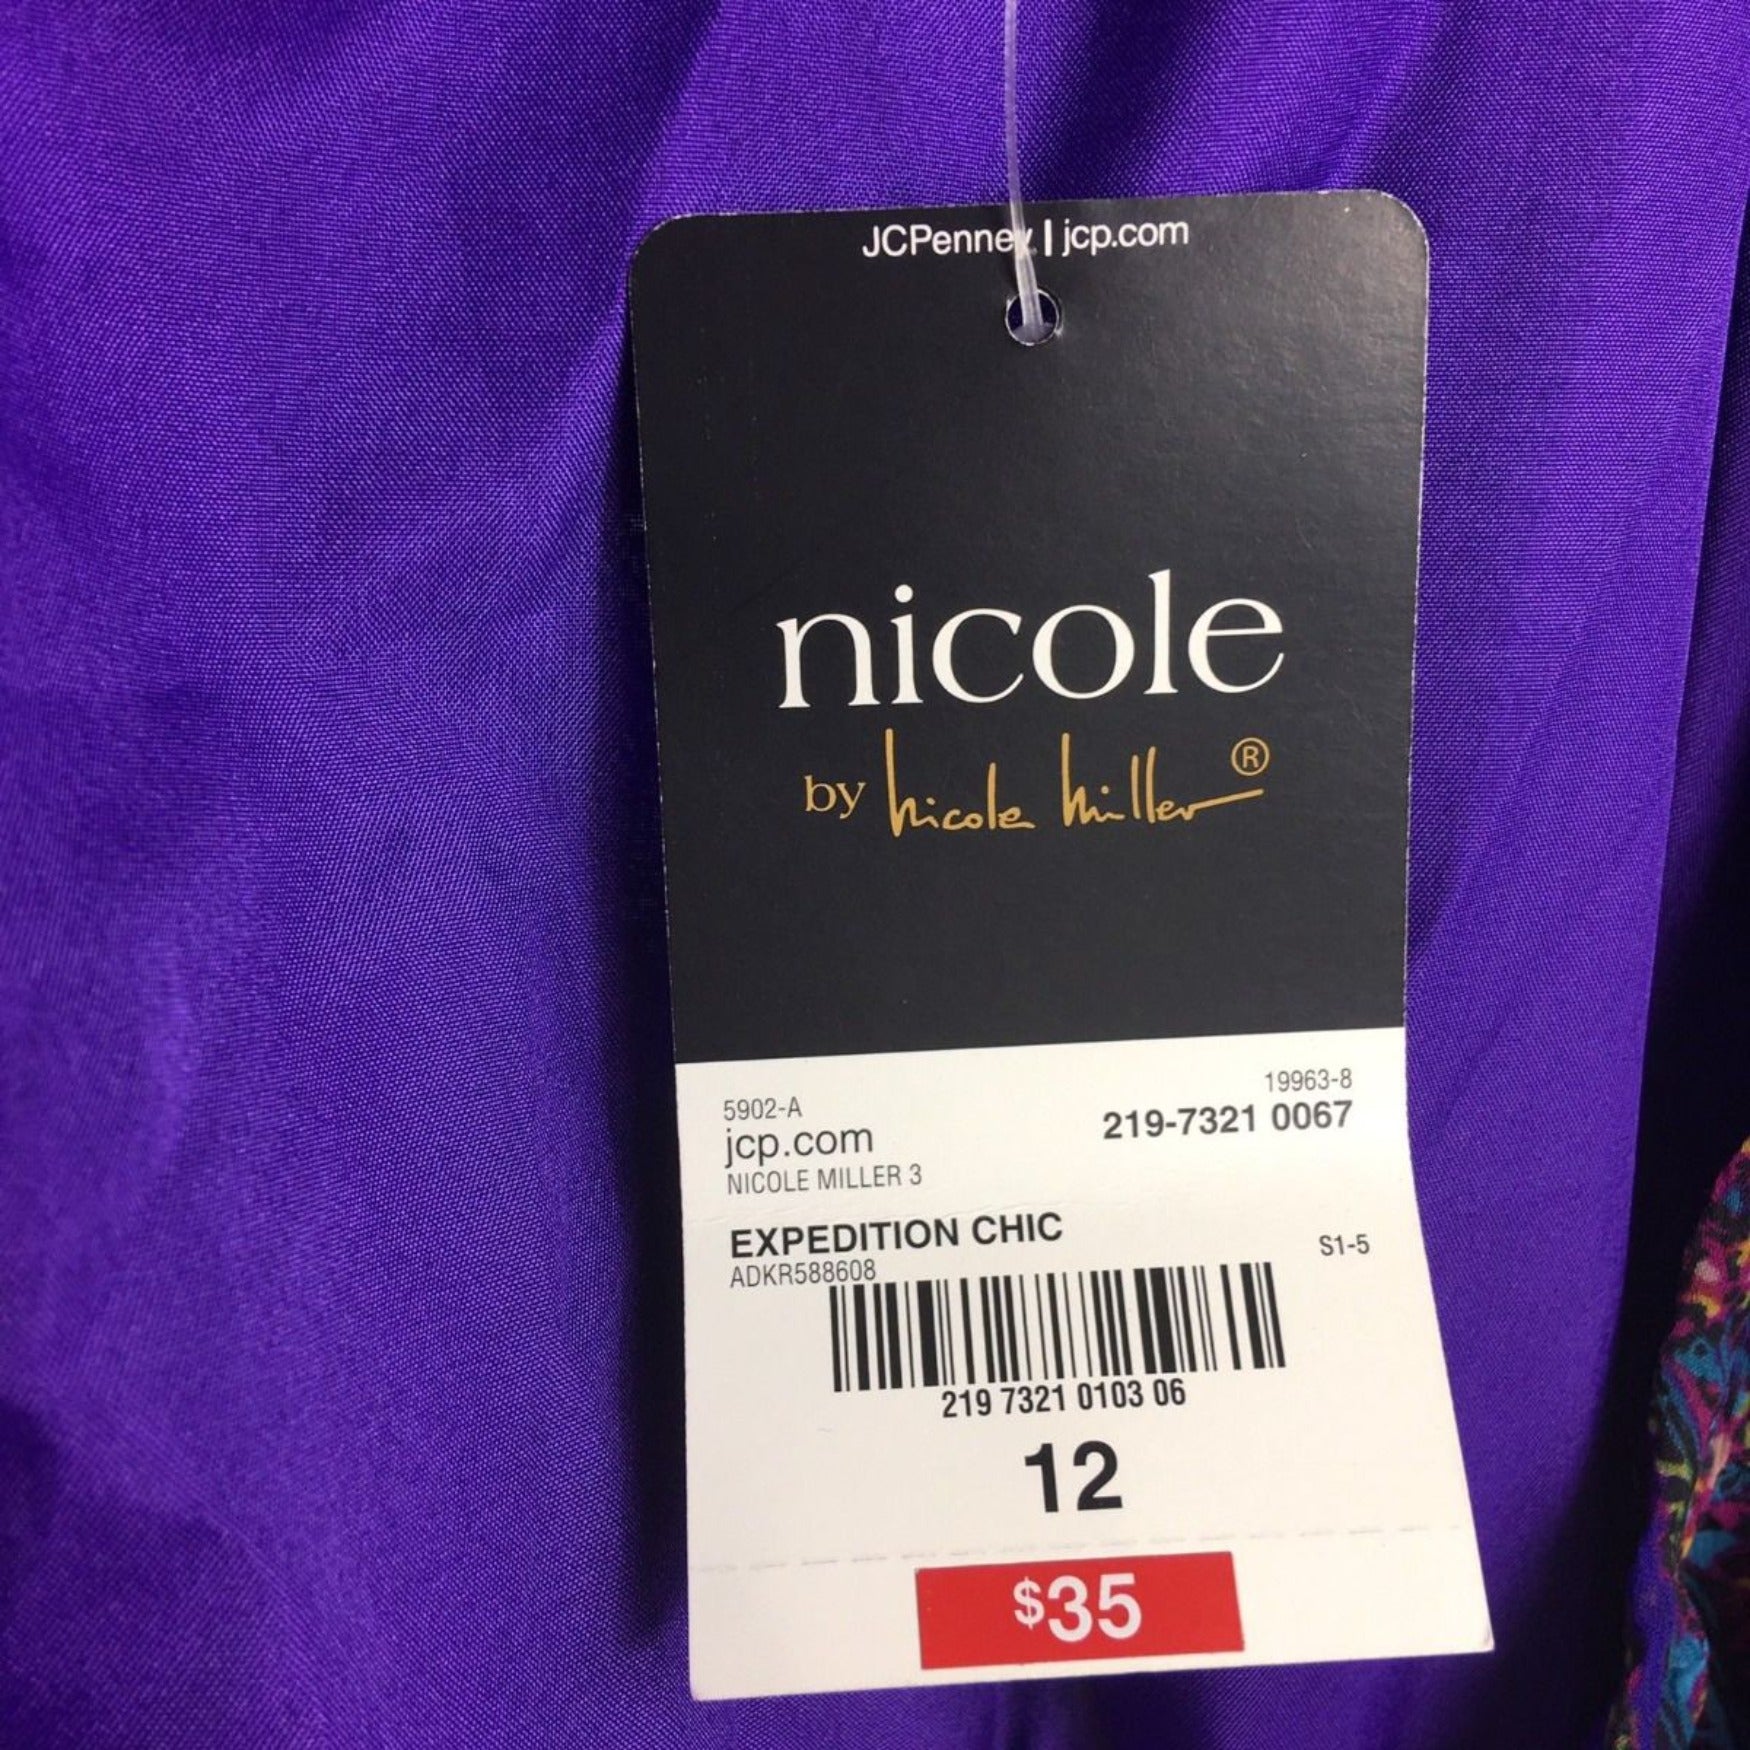 JCPenney | jcp.com
nicole
by nicole miller ®
19963-8
5902-A
219-7321 0067
jcp.com
NICOLE MILLER 3
EXPEDITION CHIC
S1-5
ADKR588608
219 7321 0103 06
12
$35